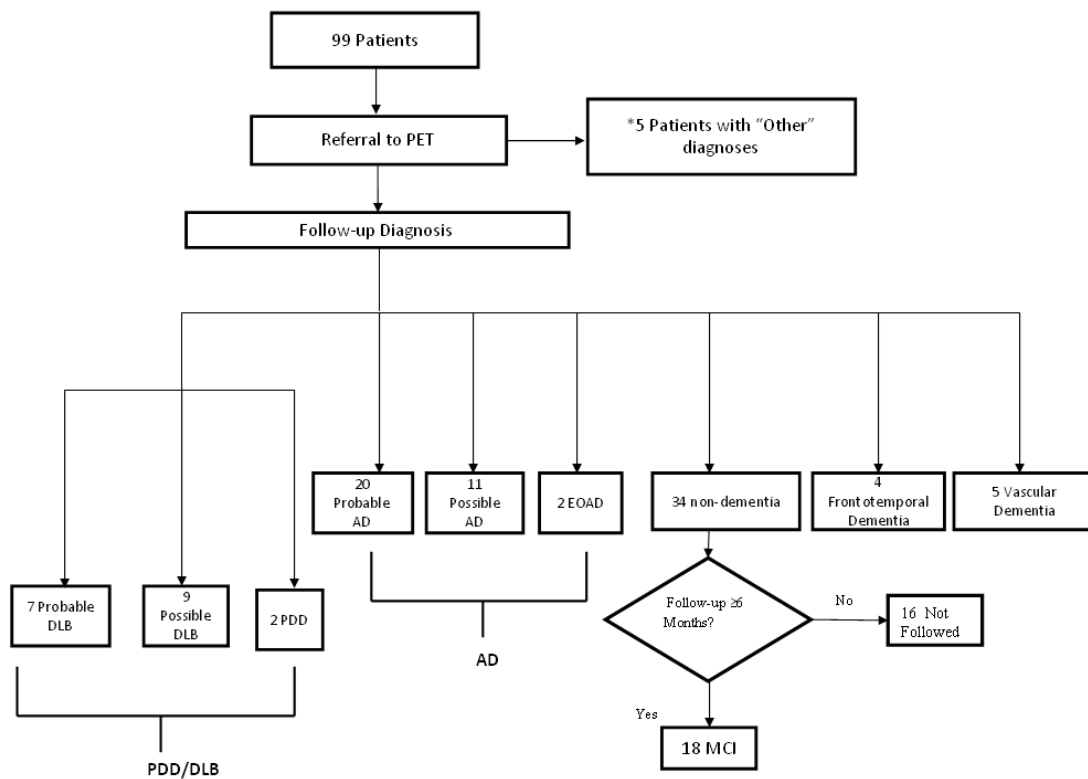 99 Patients
Referral to PET
*5 Patients with “Other”
diagnoses
Follow-up Diagnosis
20
Probable
AD
11
Possible
AD
2 EOAD
34 non-dementia
4
Frontotemporal
Dementia
5 Vascular
Dementia
7 Probable
DLB
9
Possible
DLB
2 PDD
Follow-up ≥6
Months?
No
16 Not
Followed
AD
Yes
18 MCI
PDD/DLB